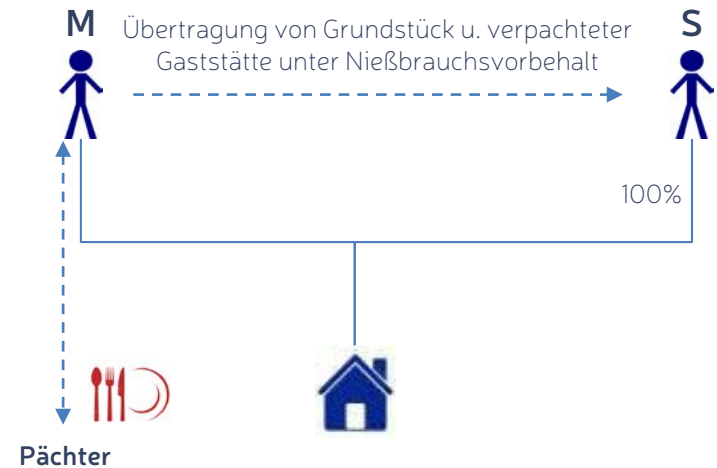 M
Übertragung von Grundstück u. verpachteter
Gaststätte unter Nießbrauchsvorbehalt
S
100%
Pächter